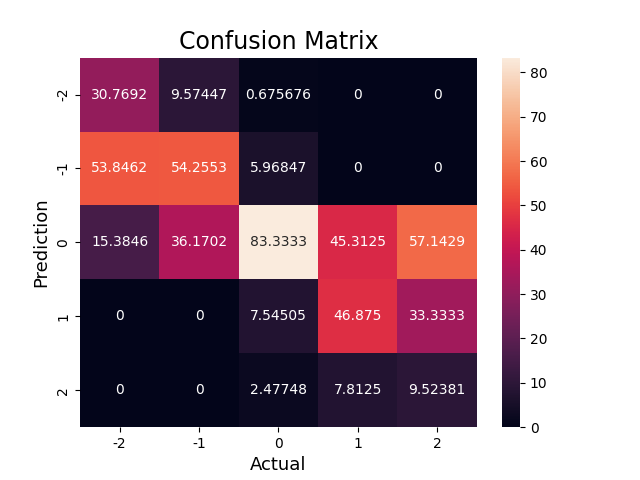 Confusion Matrix
Prediction
-2
30.7692 9.57447 0.675676 0 0
-1
53.8462 54.2553 5.96847 0 0
0
15.3846 36.1702 83.3333 45.3125 57.1429
1
0 0 7.54505 46.875 33.3333
2
0 0 2.47748 7.8125 9.52381
-2 -1 0 1 2
Actual
80
70
60
50
40
30
20
10
0